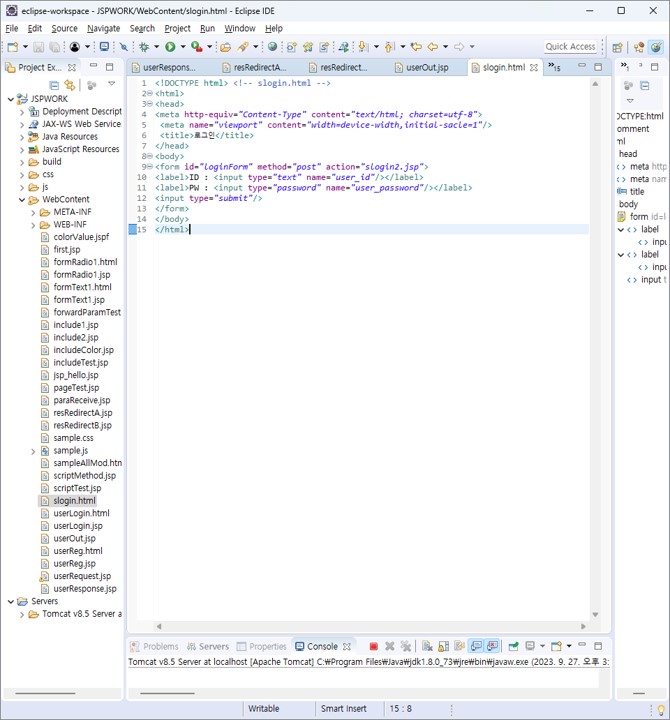 eclipse-workspace - JSPWORK/WebContent/slogin.html - Eclipse IDE
File Edit Source Refactor Navigate Search Project Run Window Help
Quick Access
Project Ex...
userRespons...
resRedirectA...
resRedirect...
userOut.jsp
slogin.html
15
1
JSPWORK
Deployment Descript
JAX-WS Web Service
Java Resources
JavaScript Resources
build
css
js
WebContent
META-INF
WEB-INF
colorValue.jspf
first.jsp
formRadio1.html
formRadio1.jsp
formText1.html
formText1.jsp
forwardParamTest
include1.jsp
include2.jsp
includeColor.jsp
includeTest.jsp
jsp_hello.jsp
pageTest.jsp
paraReceive.jsp
resRedirectA.jsp
resRedirectB.jsp
sample.css
sample.js
sampleAllMod.htn
scriptMethod.jsp
scriptTest.jsp
slogin.html
userLogin.html
userLogin.jsp
userOut.jsp
userReg.html
userReg.jsp
userRequest.jsp
userResponse.jsp
Servers
Tomcat v8.5 Server a
1 <!DOCTYPE html> <!-- slogin.html -->
2 <html>
3 <head>
4 <meta http-equiv="Content-Type" content="text/html; charset=utf-8">
5 <meta name="viewport" content="width=device-width,initial-sacle=1"/>
6 <title>로그인</title>
7 </head>
8 <body>
9 <form id="loginForm" method="post" action="slogin2.jsp">
10 <label>ID : <input type="text" name="user_id"/></label>
11 <label>PW : <input type="password" name="user_password"/></label>
12 <input type="submit"/>
13 </form>
14 </body>
15 </html>
DCTYPE:html
omment
ml
head
meta http
meta nam
title
body
form id=l
label
inpu
label
inpu
input t
Problems Servers Properties Console
Tomcat v8.5 Server at localhost [Apache Tomcat] C:₩Program Files₩Java₩jdk1.8.0_73₩jre₩bin₩javaw.exe (2023. 9. 27. 오후 3:
Writable Smart Insert 15 : 8